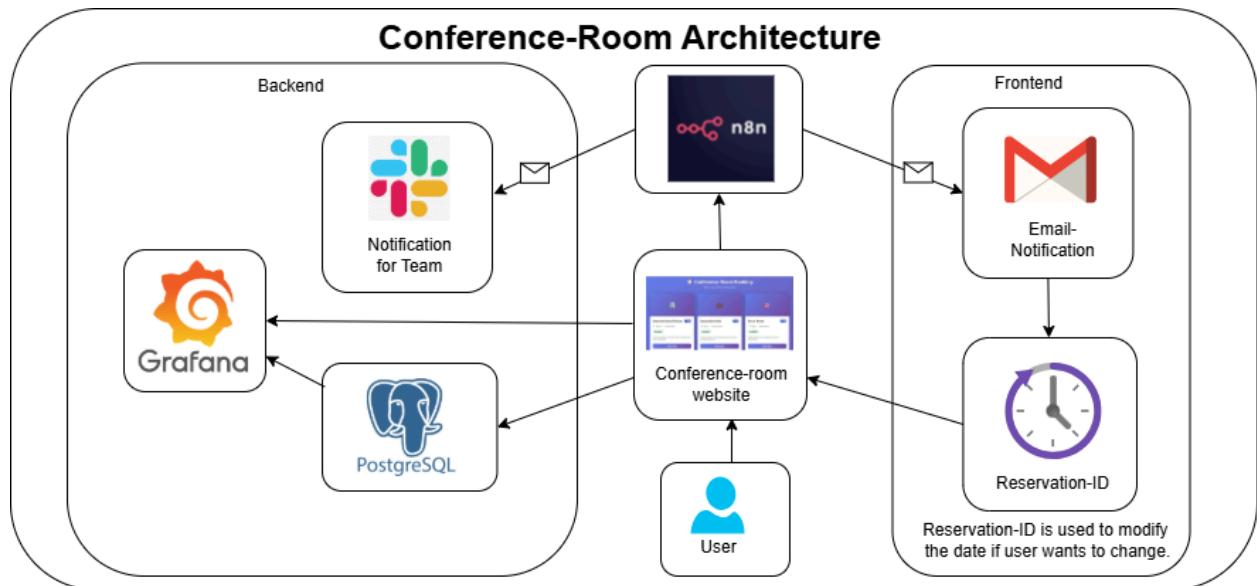 Conference-Room Architecture
Backend
Frontend
n8n
Notification
for Team
Email-
Notification
Grafana
Conference-room
website
PostgreSQL
Reservation-ID
User
Reservation-ID is used to modify
the date if user wants to change.